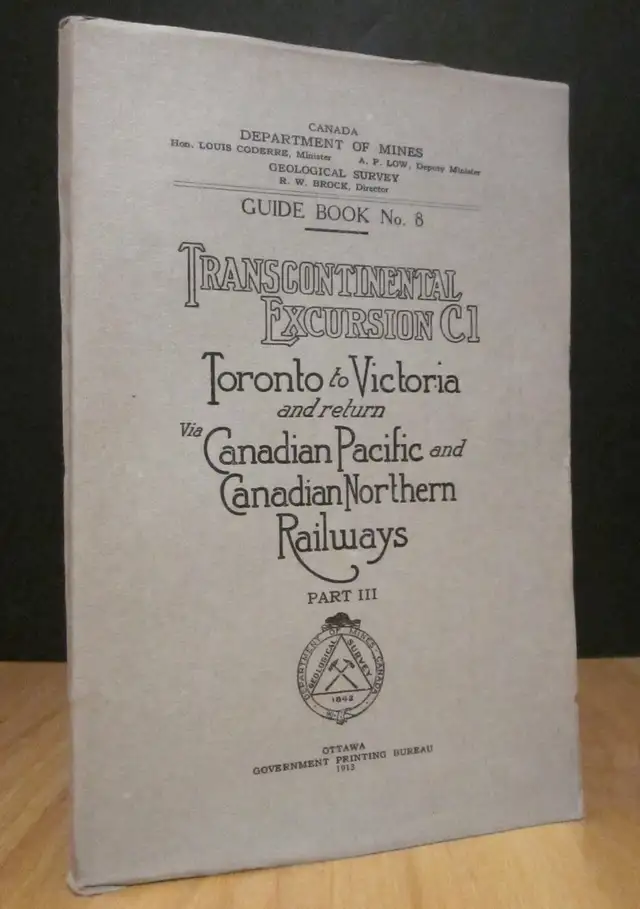 CANADA
DEPARTMENT OF MINES
Hon. LOUIS CODERRE, Minister A. P. LOW, Deputy Minister
GEOLOGICAL SURVEY
R. W. BROCK, Director
GUIDE BOOK No. 8
TRANSCONTINENTAL
EXCURSION C1
Toronto to Victoria
and return
Via Canadian Pacific and
Canadian Northern
Railways
PART III
DEPARTMENT OF MINES CANADA
GEOLOGICAL SURVEY
1842
OTTAWA
GOVERNMENT PRINTING BUREAU
1913